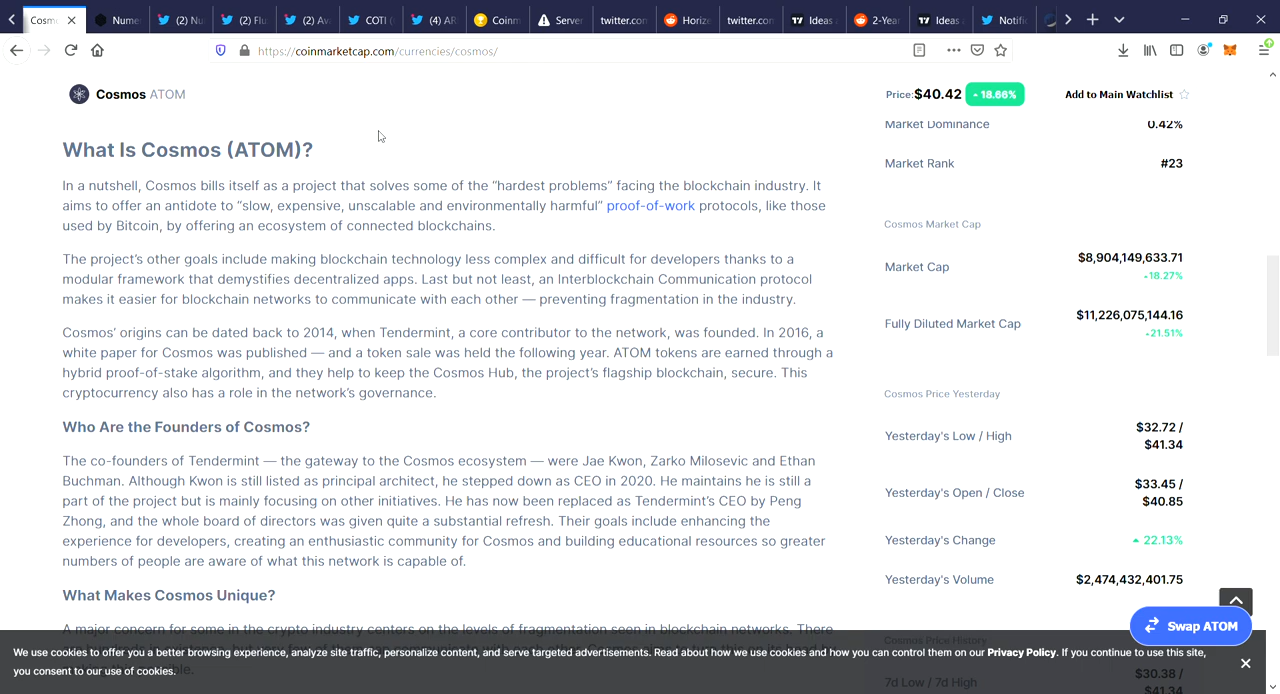 Cosmo
Nume
(2) Nu
(2) Flu
(2) Ava
COTI (
(4) AR
Coinm
Server
twitter.con
Horize
twitter.con
Ideas
2-Year
Ideas
Notific
https://coinmarketcap.com/currencies/cosmos/
Cosmos ATOM
Price: $40.42 18.66%
Add to Main Watchlist
Market Dominance 0.42%
Market Rank #23
Cosmos Market Cap
Market Cap $8,904,149,633.71
18.27%
Fully Diluted Market Cap $11,226,075,144.16
21.51%
Cosmos Price Yesterday
Yesterday's Low / High $32.72 /
$41.34
Yesterday's Open / Close $33.45 /
$40.85
Yesterday's Change 22.13%
Yesterday's Volume $2,474,432,401.75
Cosmos Price History
7d Low / 7d High $30.38 /
$41.34
What Is Cosmos (ATOM)?
In a nutshell, Cosmos bills itself as a project that solves some of the “hardest problems” facing the blockchain industry. It
aims to offer an antidote to “slow, expensive, unscalable and environmentally harmful” proof-of-work protocols, like those
used by Bitcoin, by offering an ecosystem of connected blockchains.
The project’s other goals include making blockchain technology less complex and difficult for developers thanks to a
modular framework that demystifies decentralized apps. Last but not least, an Interblockchain Communication protocol
makes it easier for blockchain networks to communicate with each other — preventing fragmentation in the industry.
Cosmos’ origins can be dated back to 2014, when Tendermint, a core contributor to the network, was founded. In 2016, a
white paper for Cosmos was published — and a token sale was held the following year. ATOM tokens are earned through a
hybrid proof-of-stake algorithm, and they help to keep the Cosmos Hub, the project’s flagship blockchain, secure. This
cryptocurrency also has a role in the network’s governance.
Who Are the Founders of Cosmos?
The co-founders of Tendermint — the gateway to the Cosmos ecosystem — were Jae Kwon, Zarko Milosevic and Ethan
Buchman. Although Kwon is still listed as principal architect, he stepped down as CEO in 2020. He maintains he is still a
part of the project but is mainly focusing on other initiatives. He has now been replaced as Tendermint’s CEO by Peng
Zhong, and the whole board of directors was given quite a substantial refresh. Their goals include enhancing the
experience for developers, creating an enthusiastic community for Cosmos and building educational resources so greater
numbers of people are aware of what this network is capable of.
What Makes Cosmos Unique?
A major concern for some in the crypto industry centers on the levels of fragmentation seen in blockchain networks. There
Swap ATOM
We use cookies to offer you a better browsing experience, analyze site traffic, personalize content, and serve targeted advertisements. Read about how we use cookies and how you can control them on our Privacy Policy. If you continue to use this site,
you consent to our use of cookies.